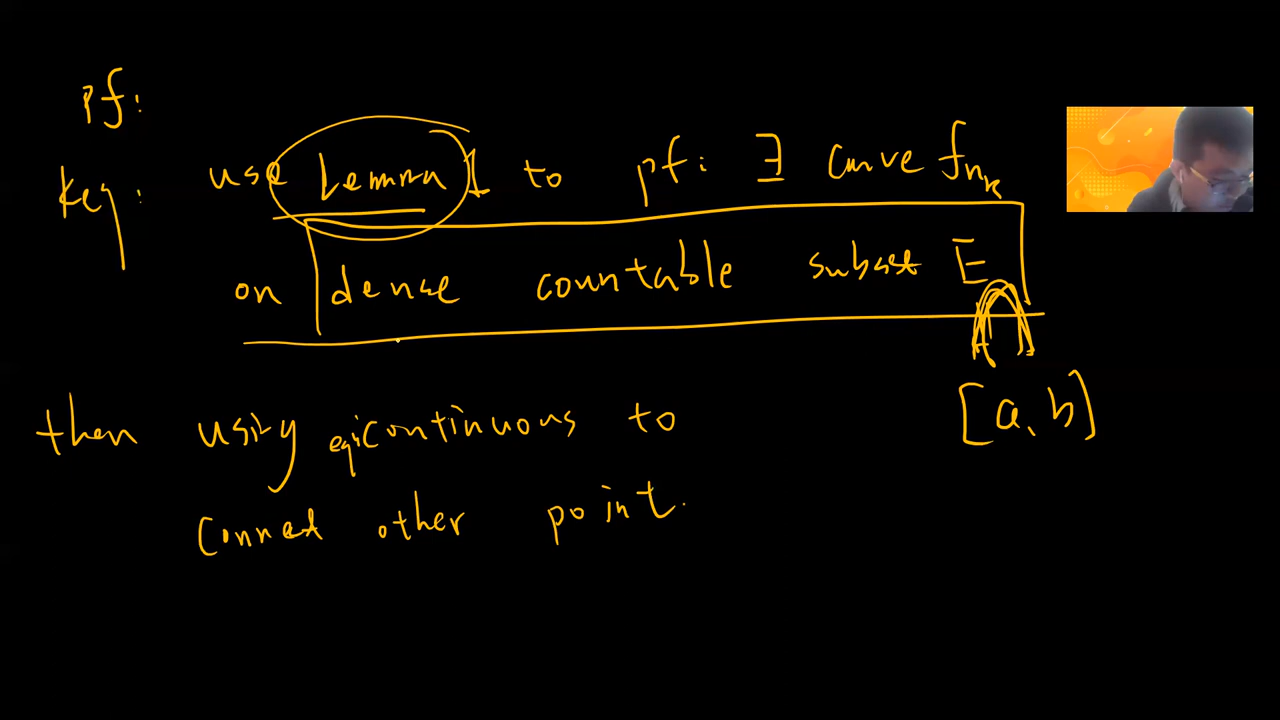 pf:
key: use Lemma 1 to pf: ∃ curve fnk
on dense countable subset E
[a, b]
then using equicontinuous to
connect other point.